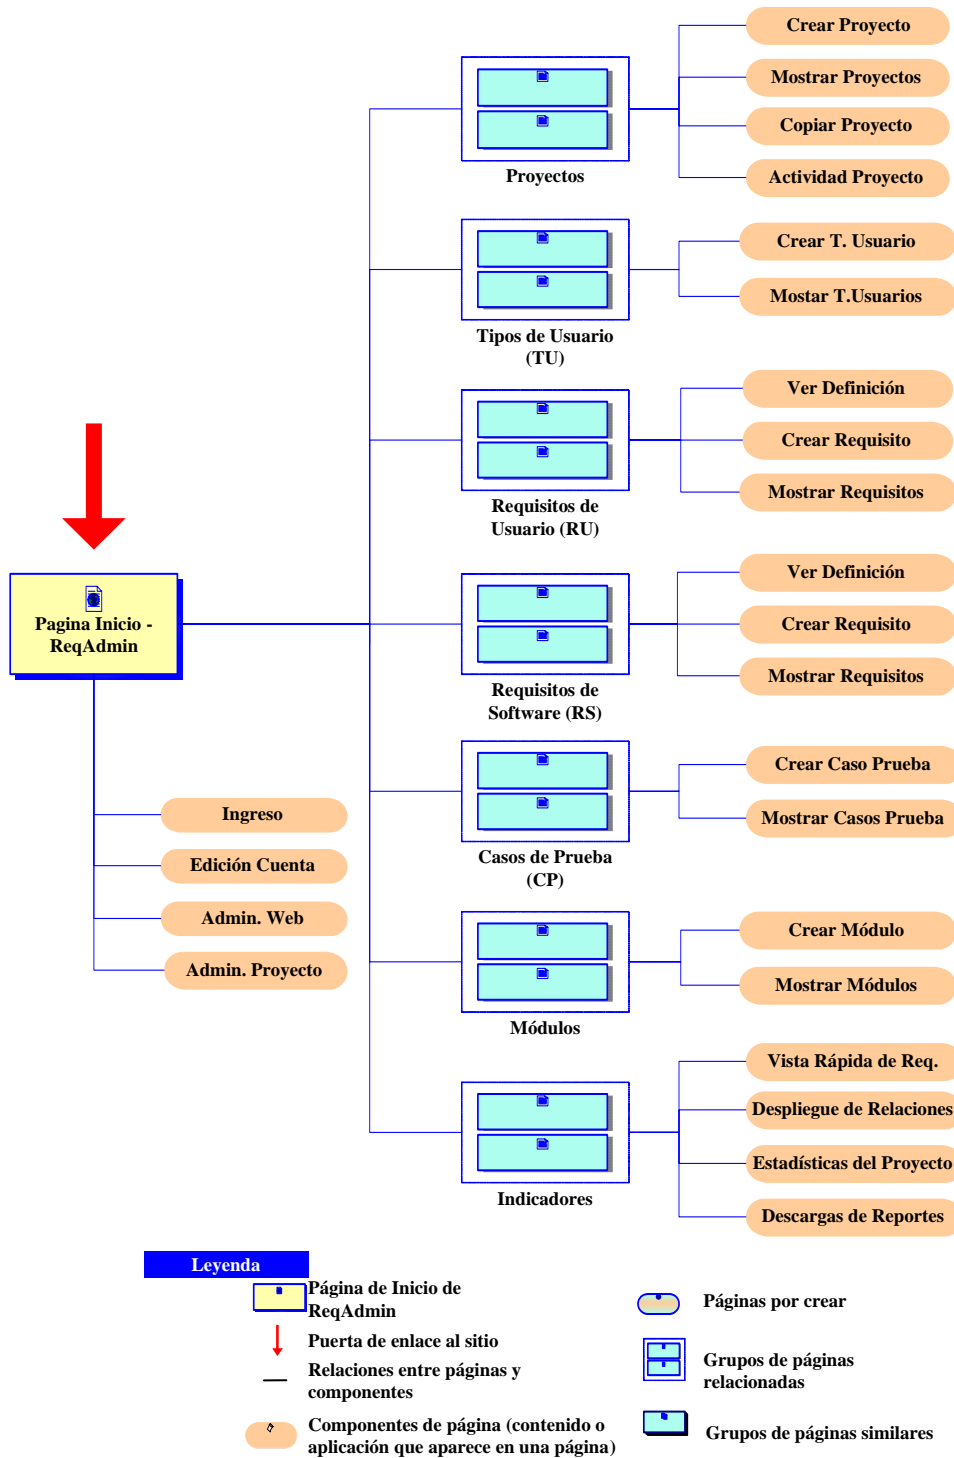 Crear Proyecto
Mostrar Proyectos
Copiar Proyecto
Actividad Proyecto
Proyectos
Crear T. Usuario
Mostar T.Usuarios
Tipos de Usuario
(TU)
Ver Definición
Crear Requisito
Mostrar Requisitos
Requisitos de
Usuario (RU)
Pagina Inicio -
ReqAdmin
Ver Definición
Crear Requisito
Mostrar Requisitos
Requisitos de
Software (RS)
Crear Caso Prueba
Mostrar Casos Prueba
Casos de Prueba
(CP)
Ingreso
Edición Cuenta
Admin. Web
Admin. Proyecto
Crear Módulo
Mostrar Módulos
Módulos
Vista Rápida de Req.
Despliegue de Relaciones
Estadísticas del Proyecto
Descargas de Reportes
Indicadores
Leyenda
Página de Inicio de
ReqAdmin
Puerta de enlace al sitio
Relaciones entre páginas y
componentes
Componentes de página (contenido o
aplicación que aparece en una página)
Páginas por crear
Grupos de páginas
relacionadas
Grupos de páginas similares